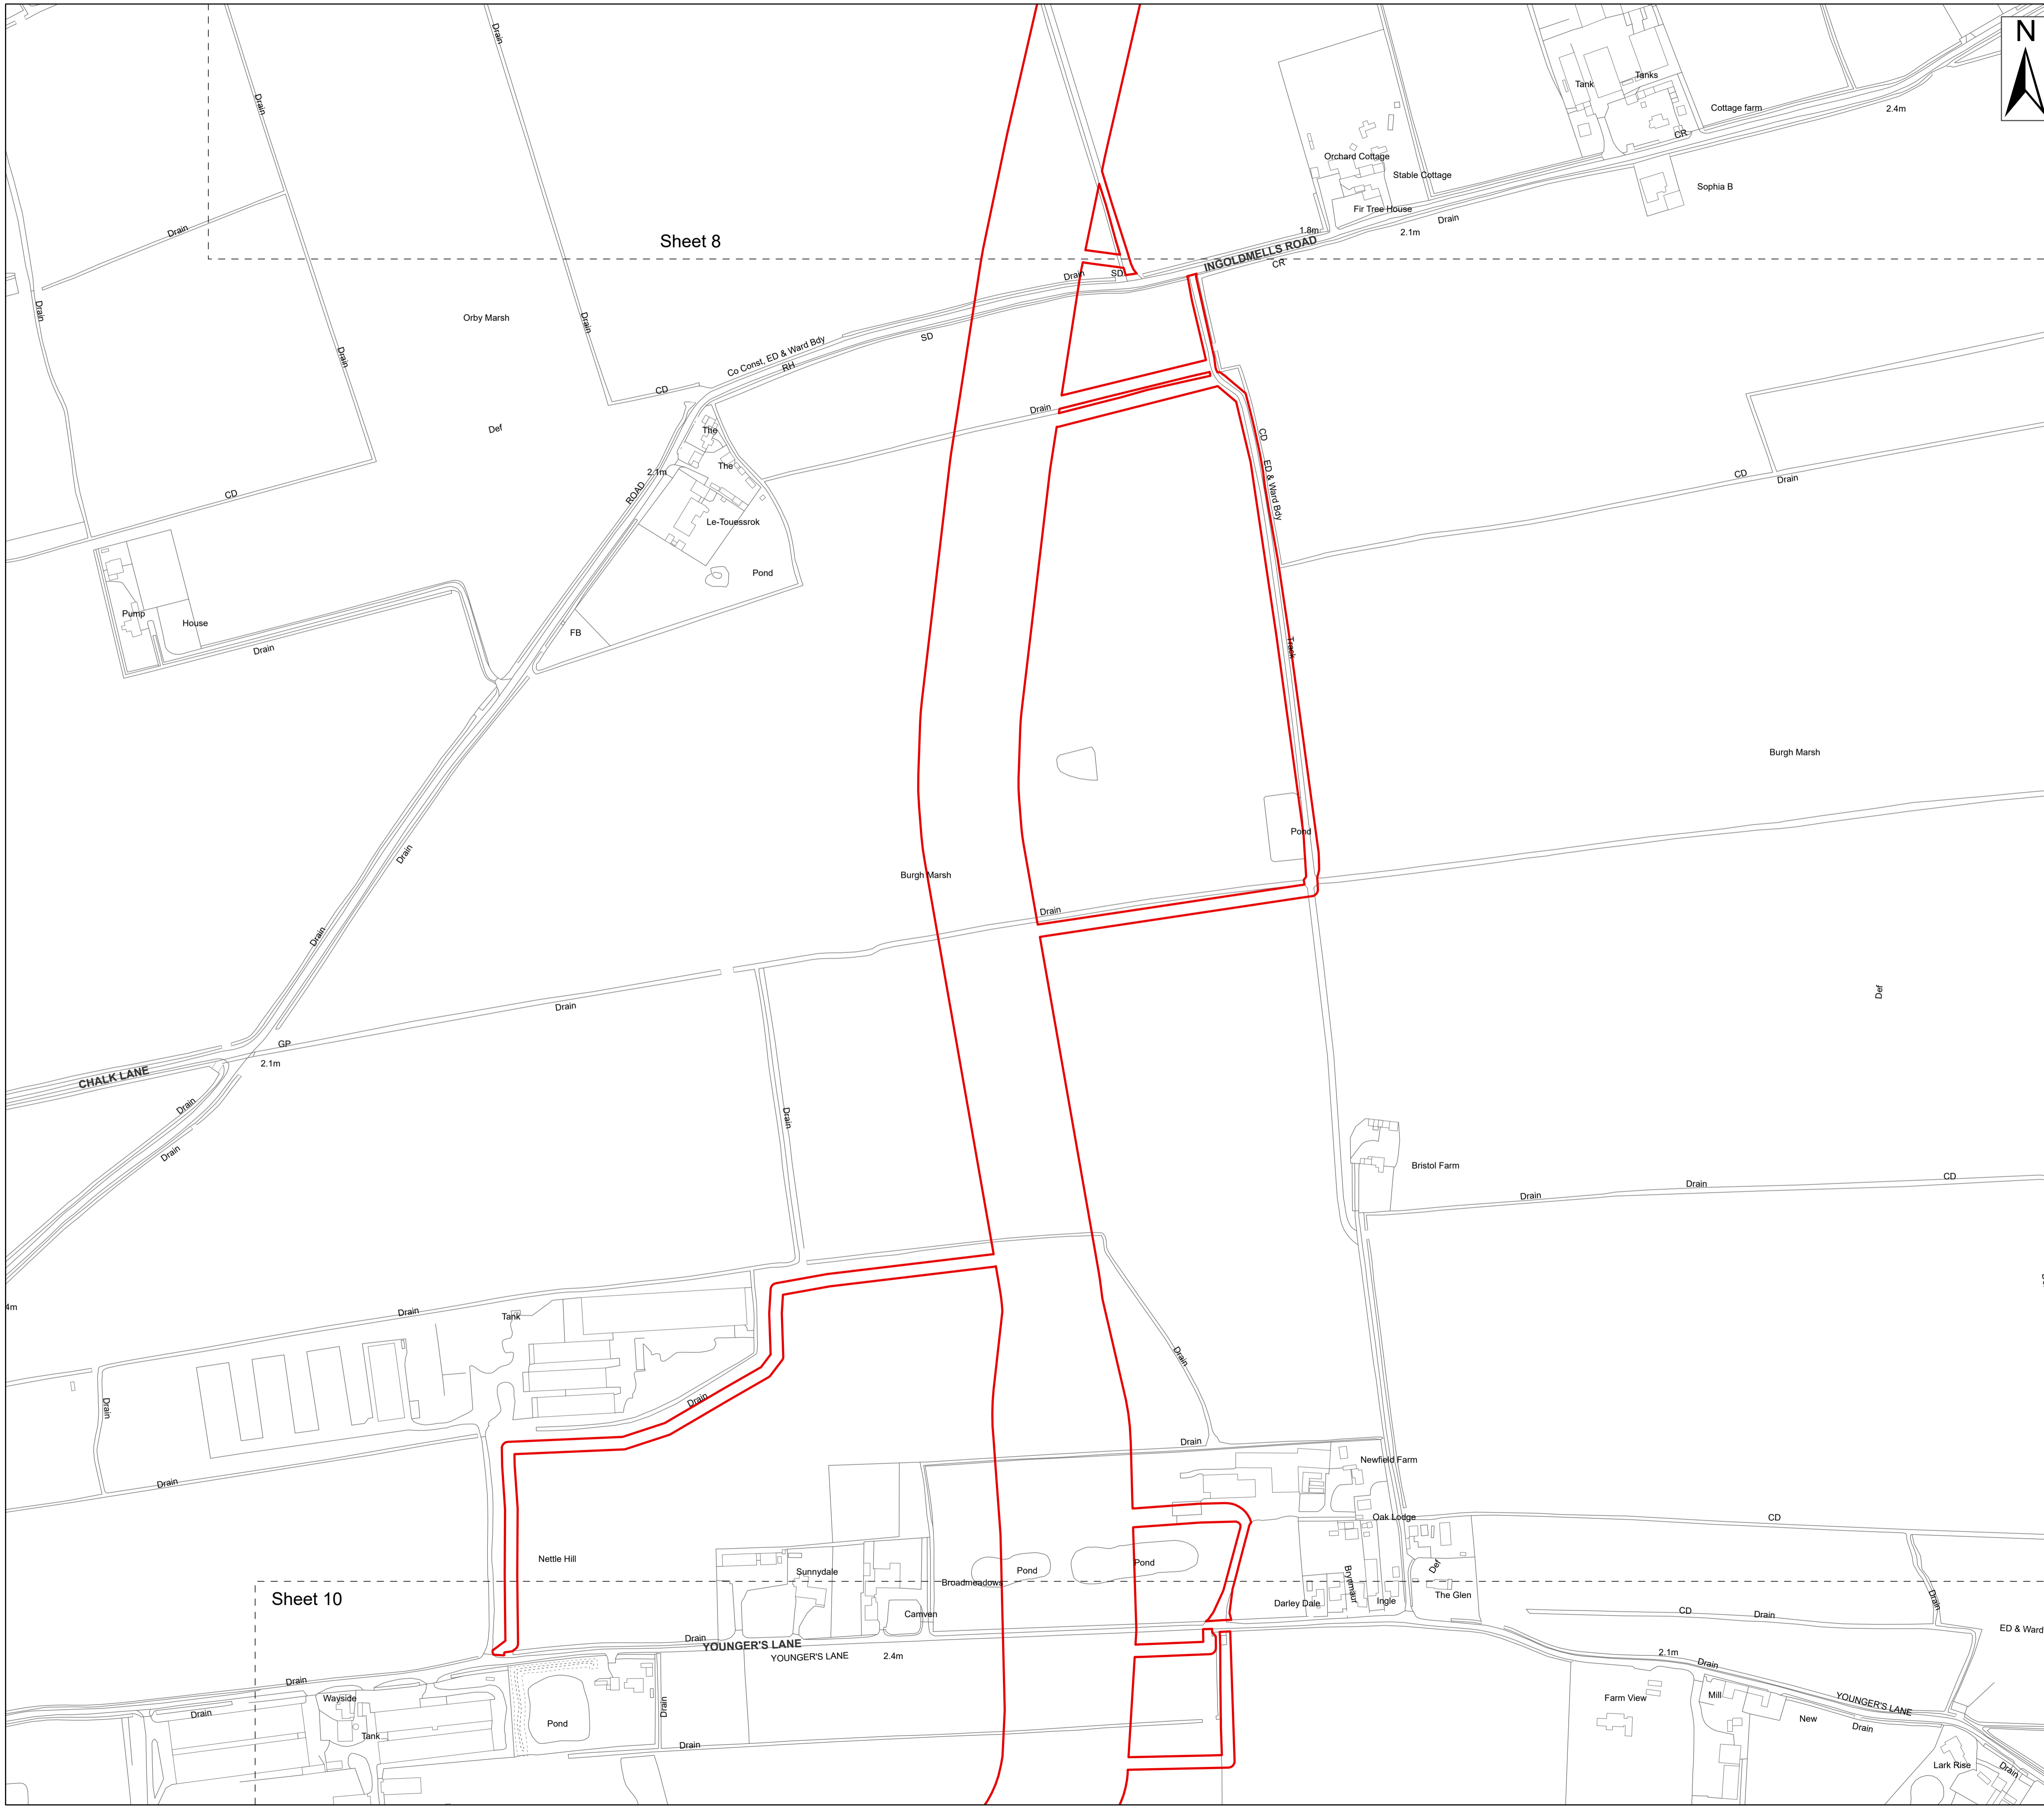 N
Drain
Drain
Drain
Tank
Tanks
Cottage farm
2.4m
CR
Orchard Cottage
Stable Cottage
Sophia B
Fir Tree House
Drain
1.8m
2.1m
Drain
Sheet 8
INGOLDMELLS ROAD
CR
Drain
SD
Drain
Orby Marsh
Drain
SD
Drain
Co Const, ED & Ward Bdy
RH
CD
Drain
Def
The
CD
The
2.1m
ROAD
CD
ED & Ward Bdy
CD
Drain
Le-Touessrok
Pond
Pump
House
FB
Drain
Track
Burgh Marsh
Pond
Drain
Burgh Marsh
Drain
Drain
Def
Drain
GP
2.1m
CHALK LANE
Drain
Drain
Drain
Bristol Farm
Drain
Drain
CD
4m
Drain
Tank
Drain
Drain
Drain
Drain
Newfield Farm
Drain
Oak Lodge
CD
Nettle Hill
Pond
Pond
Sunnydale
Def
Broadmeadows
Brynmaur
Sheet 10
The Glen
Darley Dale
Ingle
Camven
Drain
CD
Drain
ED & Ward
Drain
YOUNGER'S LANE
YOUNGER'S LANE
2.4m
2.1m
Drain
Drain
Wayside
Drain
Drain
Farm View
Mill
YOUNGER'S LANE
New
Drain
Pond
Tank
Drain
Lark Rise
Drain